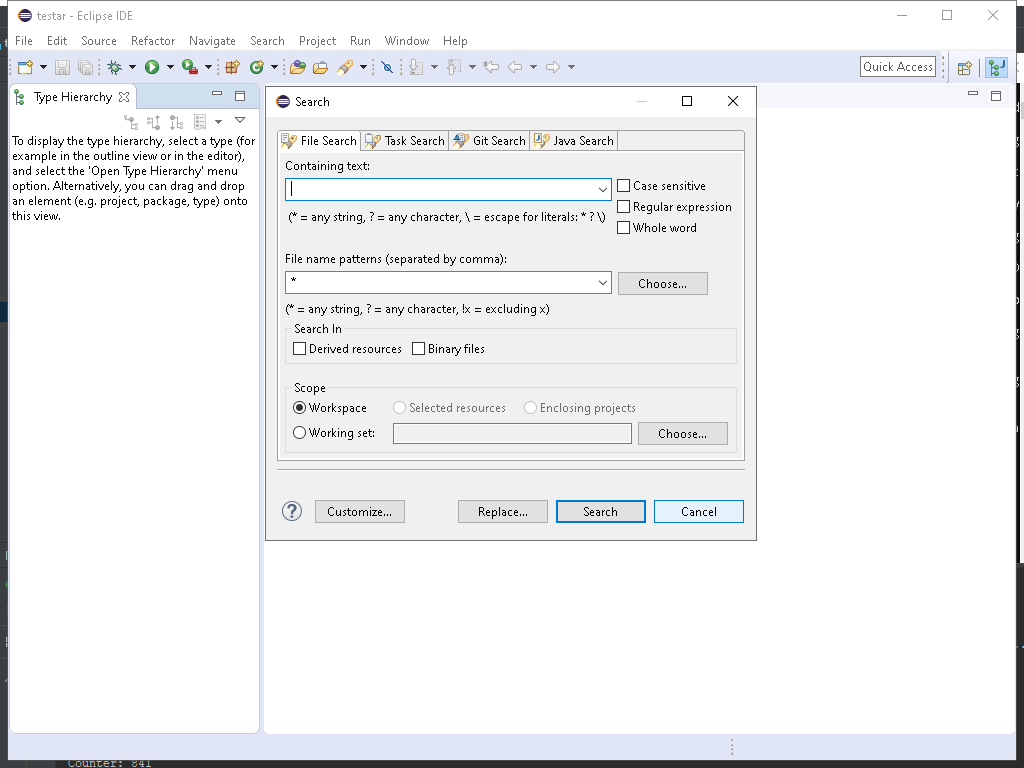 testar - Eclipse IDE
File Edit Source Refactor Navigate Search Project Run Window Help
Quick Access
Type Hierarchy
To display the type hierarchy, select a type (for
example in the outline view or in the editor),
and select the 'Open Type Hierarchy' menu
option. Alternatively, you can drag and drop
an element (e.g. project, package, type) onto
this view.
Search
File Search Task Search Git Search Java Search
Containing text:
Case sensitive
Regular expression
(* = any string, ? = any character, \ = escape for literals: * ? \)
Whole word
File name patterns (separated by comma):
*
Choose...
(* = any string, ? = any character, !x = excluding x)
Search In
Derived resources Binary files
Scope
Workspace Selected resources Enclosing projects
Working set: Choose...
? Customize... Replace... Search Cancel
Counter: 841